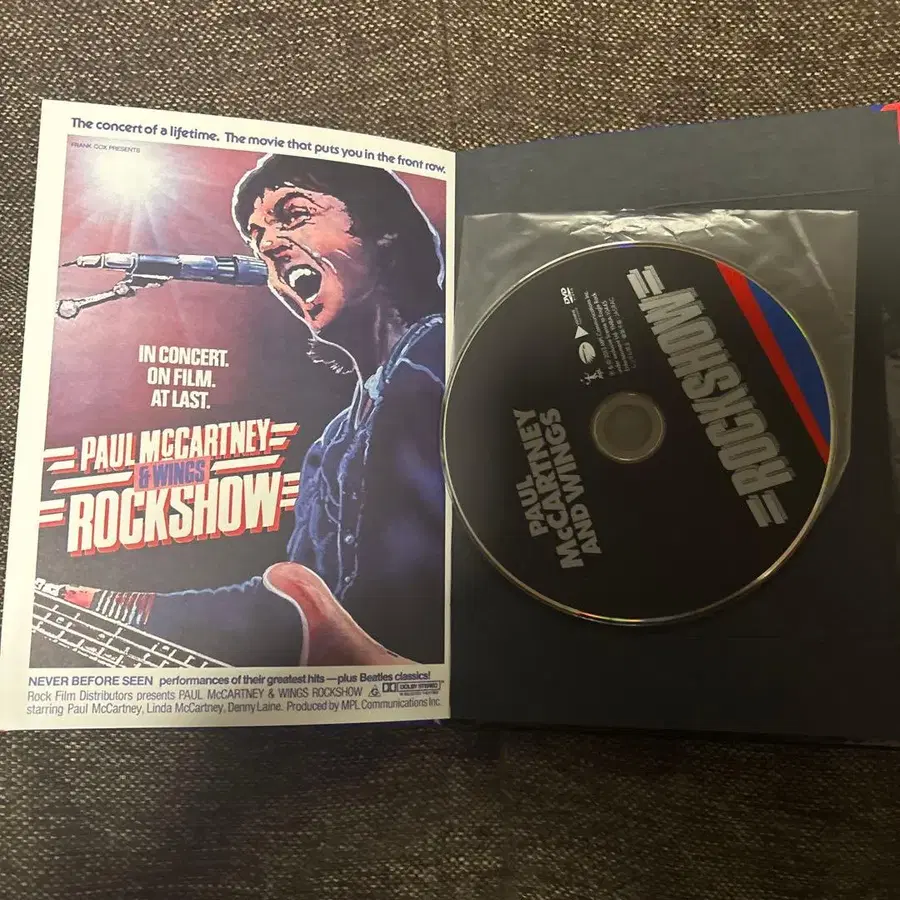 The concert of a lifetime. The movie that puts you in the front row.
FRANK COX PRESENTS
IN CONCERT.
ON FILM.
AT LAST.
PAUL McCARTNEY
& WINGS
ROCKSHOW
NEVER BEFORE SEEN performances of their greatest hits—plus Beatles classics!
Rock Film Distributors presents PAUL McCARTNEY & WINGS ROCKSHOW G DOLBY STEREO
starring Paul McCartney, Linda McCartney, Denny Laine. Produced by MPL Communications Inc.
PAUL
McCARTNEY
AND WINGS
ROCKSHOW
DVD